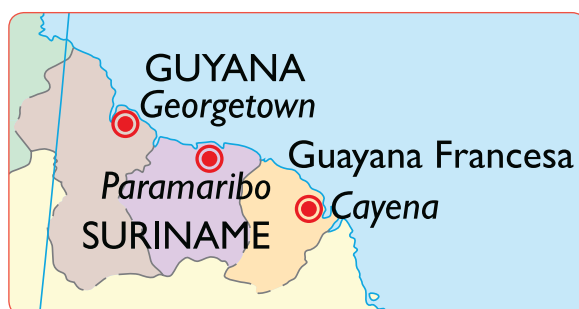 GUYANA
Georgetown
Guayana Francesa
Paramaribo
Cayena
SURINAME